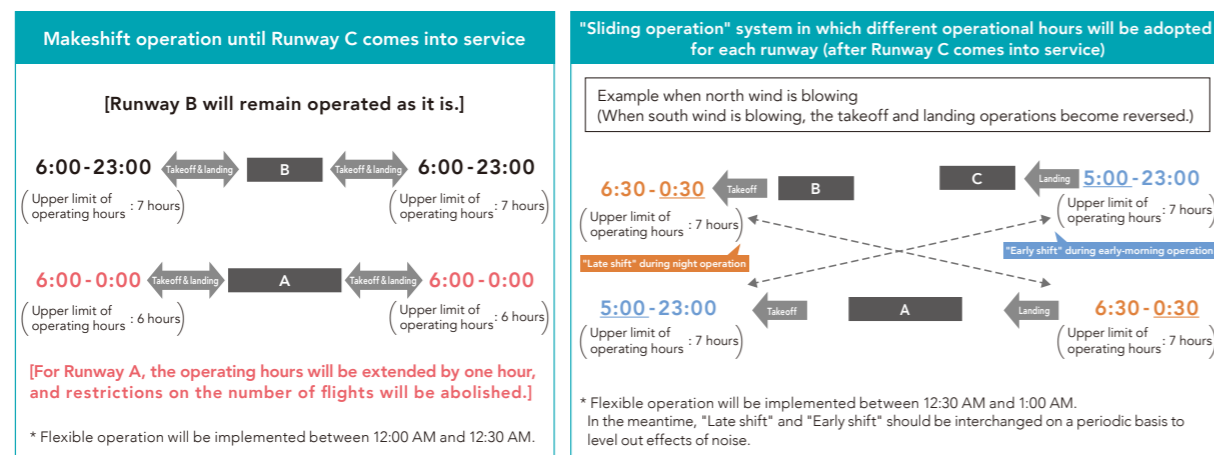 Makeshift operation until Runway C comes into service
[Runway B will remain operated as it is.]
6:00-23:00 Takeoff & landing B Takeoff & landing 6:00-23:00
(Upper limit of operating hours : 7 hours) (Upper limit of operating hours : 7 hours)
6:00-0:00 Takeoff & landing A Takeoff & landing 6:00-0:00
(Upper limit of operating hours : 6 hours) (Upper limit of operating hours : 6 hours)
[For Runway A, the operating hours will be extended by one hour,
and restrictions on the number of flights will be abolished.]
* Flexible operation will be implemented between 12:00 AM and 12:30 AM.
"Sliding operation" system in which different operational hours will be adopted
for each runway (after Runway C comes into service)
Example when north wind is blowing
(When south wind is blowing, the takeoff and landing operations become reversed.)
6:30-0:30 Takeoff B C Landing 5:00-23:00
(Upper limit of operating hours : 7 hours) (Upper limit of operating hours : 7 hours)
"Late shift" during night operation "Early shift" during early-morning operation
5:00-23:00 Takeoff A Landing 6:30-0:30
(Upper limit of operating hours : 7 hours) (Upper limit of operating hours : 7 hours)
* Flexible operation will be implemented between 12:30 AM and 1:00 AM.
In the meantime, "Late shift" and "Early shift" should be interchanged on a periodic basis to
level out effects of noise.